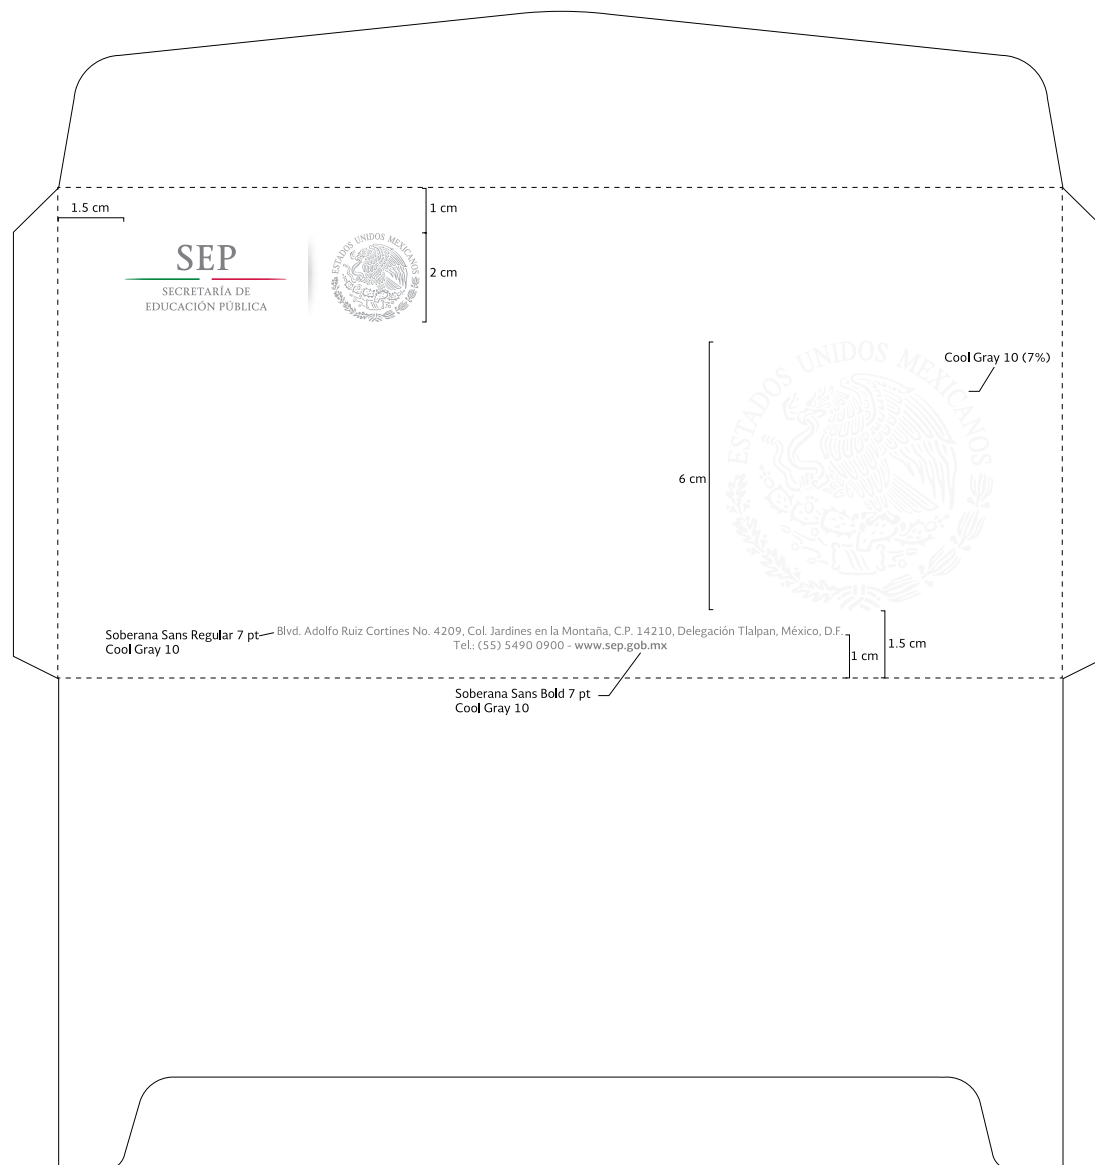 1.5 cm
1 cm
SEP
SECRETARÍA DE
EDUCACIÓN PÚBLICA
ESTADOS UNIDOS MEXICANOS
2 cm
ESTADOS UNIDOS MEXICANOS
Cool Gray 10 (7%)
6 cm
Soberana Sans Regular 7 pt
Cool Gray 10
Blvd. Adolfo Ruiz Cortines No. 4209, Col. Jardines en la Montaña, C.P. 14210, Delegación Tlalpan, México, D.F.
Tel.: (55) 5490 0900 - www.sep.gob.mx
1 cm
1.5 cm
Soberana Sans Bold 7 pt
Cool Gray 10